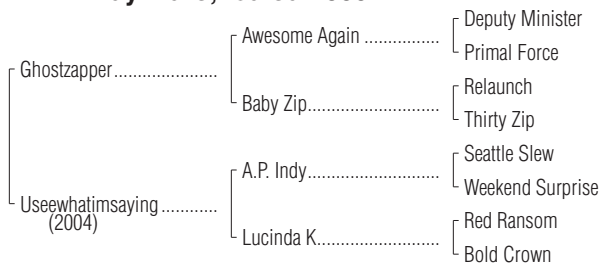 Deputy Minister
Awesome Again ................
Primal Force
Ghostzapper......................
Relaunch
Baby Zip............................
Thirty Zip
Seattle Slew
A.P. Indy............................
Weekend Surprise
Useewhatimsaying ............
(2004)
Red Ransom
Lucinda K..........................
Bold Crown